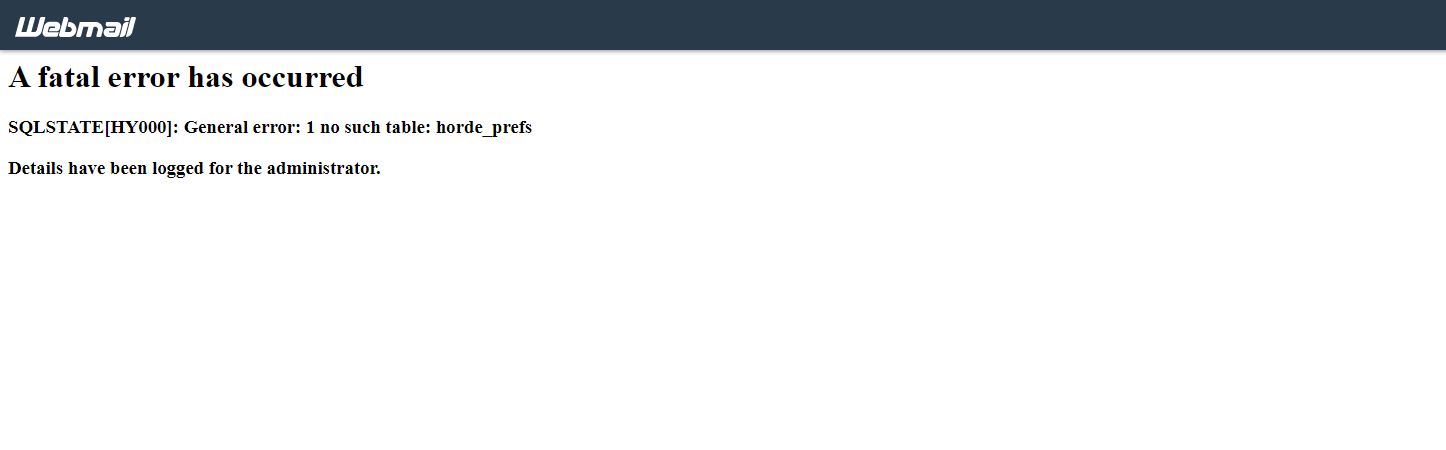 Webmail
A fatal error has occurred
SQLSTATE[HY000]: General error: 1 no such table: horde_prefs
Details have been logged for the administrator.